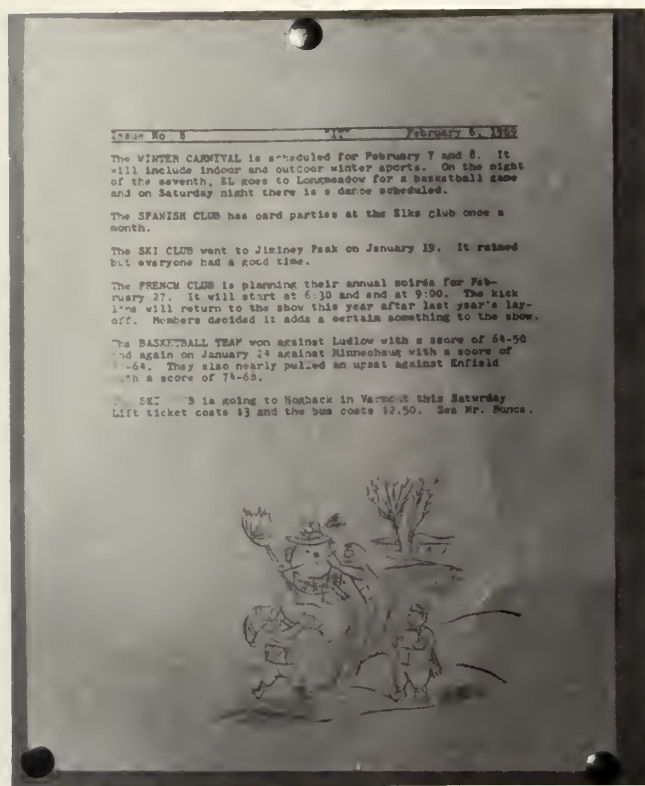 Issue No 8 "IT" February 6, 1969
The WINTER CARNIVAL is scheduled for February 7 and 8. It
will include indoor and outdoor winter sports. On the night
of the seventh, EL goes to Longmeadow for a basketball game
and on Saturday night there is a dance scheduled.
The SPANISH CLUB has card parties at the Elks club once a
month.
The SKI CLUB went to Jiminey Peak on January 19. It rained
but everyone had a good time.
The FRENCH CLUB is planning their annual soirée for Feb-
ruary 27. It will start at 6:30 and end at 9:00. The kick
line will return to the show this year after last year's lay-
off. Members decided it adds a certain something to the show.
The BASKETBALL TEAM won against Ludlow with a score of 64-50
and again on January 24 against Minnechaug with a score of
-64. They also nearly pulled an upset against Enfield
with a score of 74-68.
SKI is going to Hogback in Vermont this Saturday
Lift ticket costs $3 and the bus costs $2.50. See Mr. Bunce.